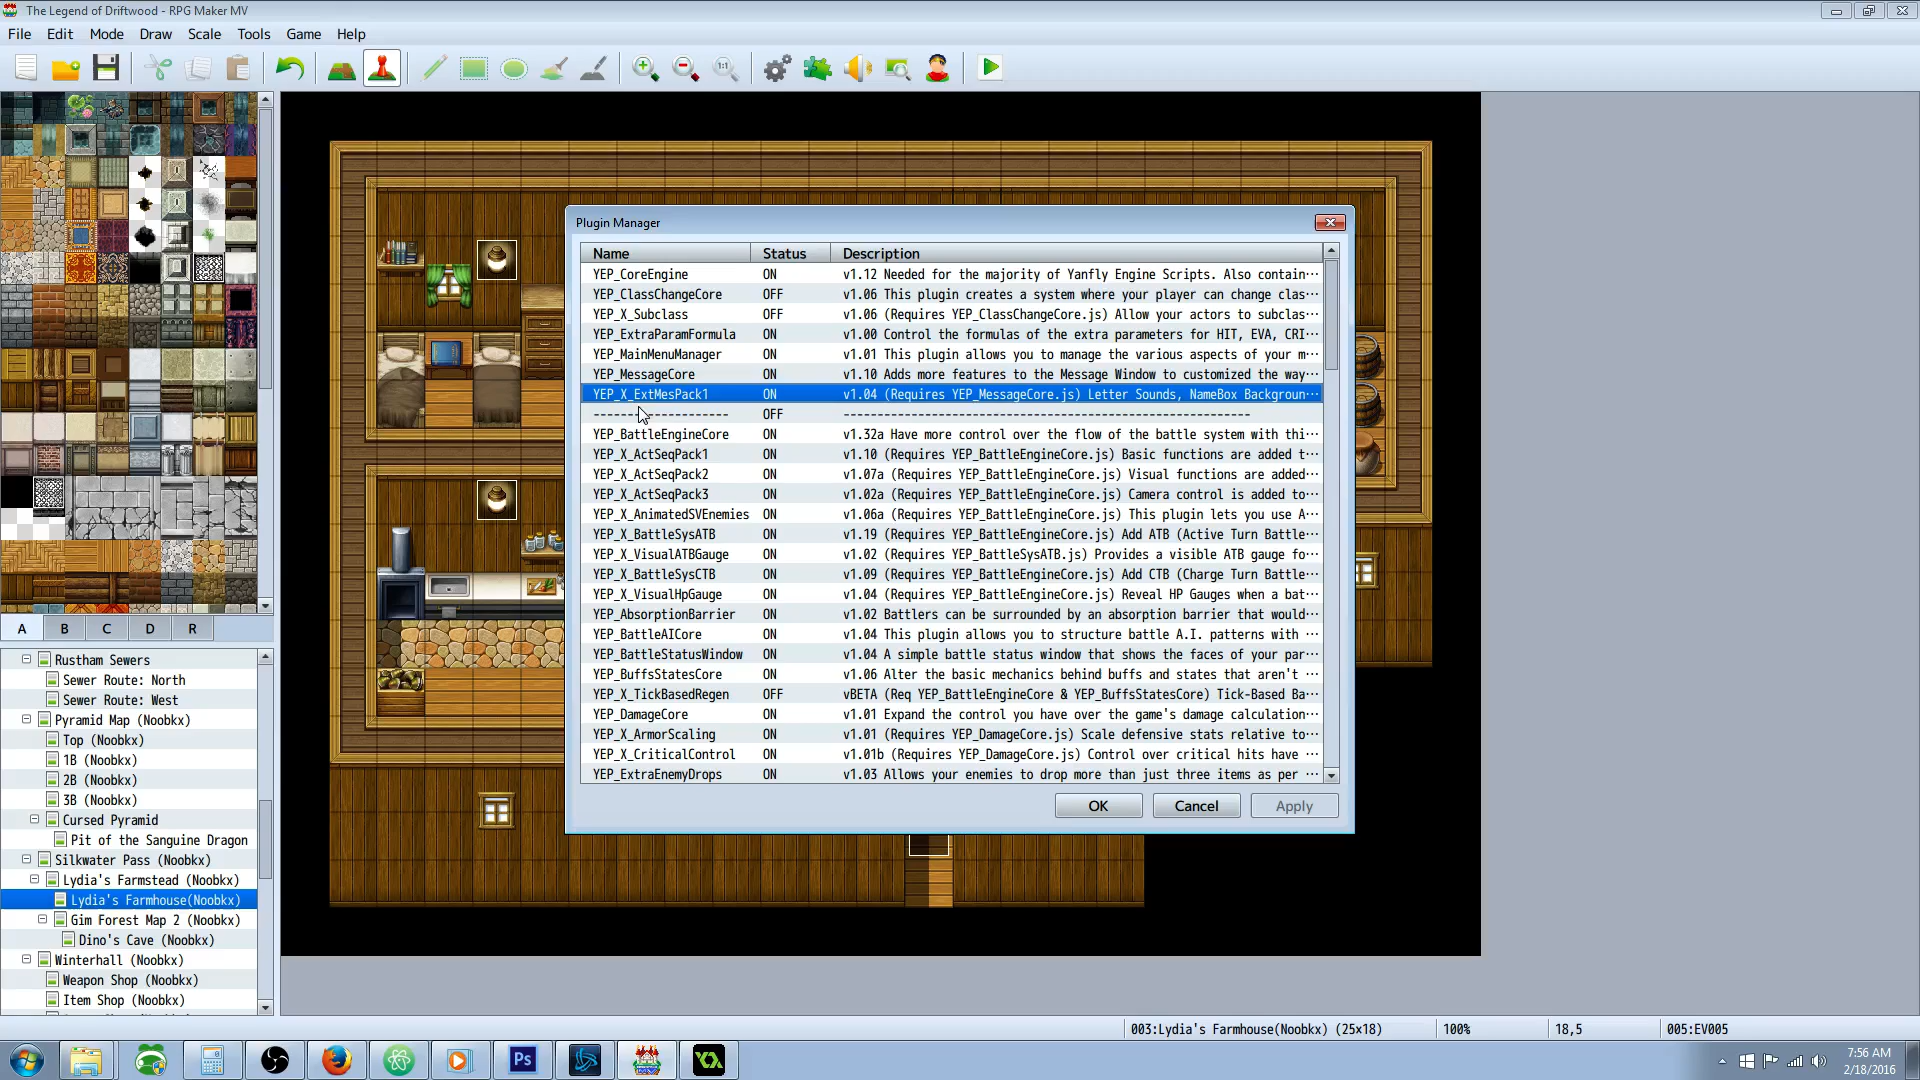 The Legend of Driftwood - RPG Maker MV
File Edit Mode Draw Scale Tools Game Help
1:1
Plugin Manager
Name Status Description
YEP_CoreEngine ON v1.12 Needed for the majority of Yanfly Engine Scripts. Also contain···
YEP_ClassChangeCore OFF v1.06 This plugin creates a system where your player can change clas···
YEP_X_Subclass OFF v1.06 (Requires YEP_ClassChangeCore.js) Allow your actors to subclas···
YEP_ExtraParamFormula ON v1.00 Control the formulas of the extra parameters for HIT, EVA, CRI···
YEP_MainMenuManager ON v1.01 This plugin allows you to manage the various aspects of your m···
YEP_MessageCore ON v1.10 Adds more features to the Message Window to customized the way···
YEP_X_ExtMesPack1 ON v1.04 (Requires YEP_MessageCore.js) Letter Sounds, NameBox Backgroun···
-------------------- OFF ------------------------------------------------------------
YEP_BattleEngineCore ON v1.32a Have more control over the flow of the battle system with thi···
YEP_X_ActSeqPack1 ON v1.10 (Requires YEP_BattleEngineCore.js) Basic functions are added t···
YEP_X_ActSeqPack2 ON v1.07a (Requires YEP_BattleEngineCore.js) Visual functions are added···
YEP_X_ActSeqPack3 ON v1.02a (Requires YEP_BattleEngineCore.js) Camera control is added to···
YEP_X_AnimatedSVEnemies ON v1.06a (Requires YEP_BattleEngineCore.js) This plugin lets you use A···
YEP_X_BattleSysATB ON v1.19 (Requires YEP_BattleEngineCore.js) Add ATB (Active Turn Battle···
YEP_X_VisualATBGauge ON v1.02 (Requires YEP_BattleSysATB.js) Provides a visible ATB gauge fo···
YEP_X_BattleSysCTB ON v1.09 (Requires YEP_BattleEngineCore.js) Add CTB (Charge Turn Battle···
YEP_X_VisualHpGauge ON v1.04 (Requires YEP_BattleEngineCore.js) Reveal HP Gauges when a bat···
YEP_AbsorptionBarrier ON v1.02 Battlers can be surrounded by an absorption barrier that would···
YEP_BattleAICore ON v1.04 This plugin allows you to structure battle A.I. patterns with ···
YEP_BattleStatusWindow ON v1.04 A simple battle status window that shows the faces of your par···
YEP_BuffsStatesCore ON v1.06 Alter the basic mechanics behind buffs and states that aren't ···
YEP_X_TickBasedRegen OFF vBETA (Req YEP_BattleEngineCore & YEP_BuffsStatesCore) Tick-Based Ba···
YEP_DamageCore ON v1.01 Expand the control you have over the game's damage calculation···
YEP_X_ArmorScaling ON v1.01 (Requires YEP_DamageCore.js) Scale defensive stats relative to···
YEP_X_CriticalControl ON v1.01b (Requires YEP_DamageCore.js) Control over critical hits have ···
YEP_ExtraEnemyDrops ON v1.03 Allows your enemies to drop more than just three items as per ···
OK Cancel Apply
A B C D R
Rustham Sewers
Sewer Route: North
Sewer Route: West
Pyramid Map (Noobkx)
Top (Noobkx)
1B (Noobkx)
2B (Noobkx)
3B (Noobkx)
Cursed Pyramid
Pit of the Sanguine Dragon
Silkwater Pass (Noobkx)
Lydia's Farmstead (Noobkx)
Lydia's Farmhouse(Noobkx)
Gim Forest Map 2 (Noobkx)
Dino's Cave (Noobkx)
Winterhall (Noobkx)
Weapon Shop (Noobkx)
Item Shop (Noobkx)
003:Lydia's Farmhouse(Noobkx) (25x18) 100% 18,5 005:EV005
Ps
7:56 AM
2/18/2016